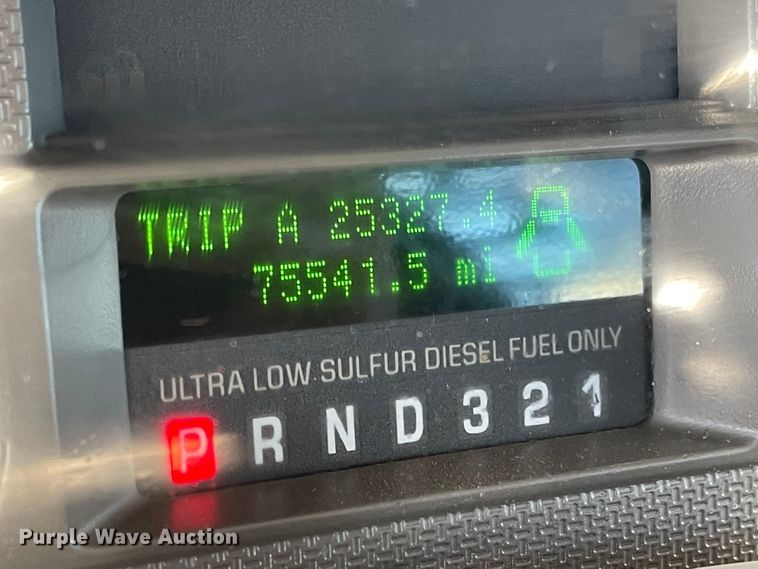 TRIP A 25327.4
75541.5 mi
ULTRA LOW SULFUR DIESEL FUEL ONLY
P R N D 3 2 1
Purple Wave Auction